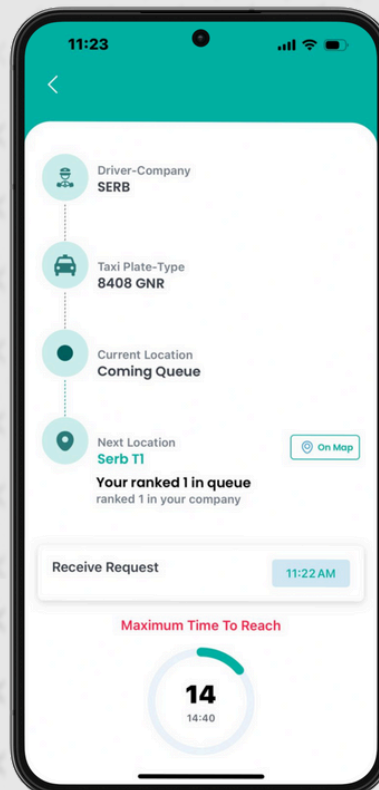 11:23
Driver-Company
SERB
Taxi Plate-Type
8408 GNR
Current Location
Coming Queue
Next Location
Serb T1
On Map
Your ranked 1 in queue
ranked 1 in your company
Receive Request
11:22 AM
Maximum Time To Reach
14
14:40